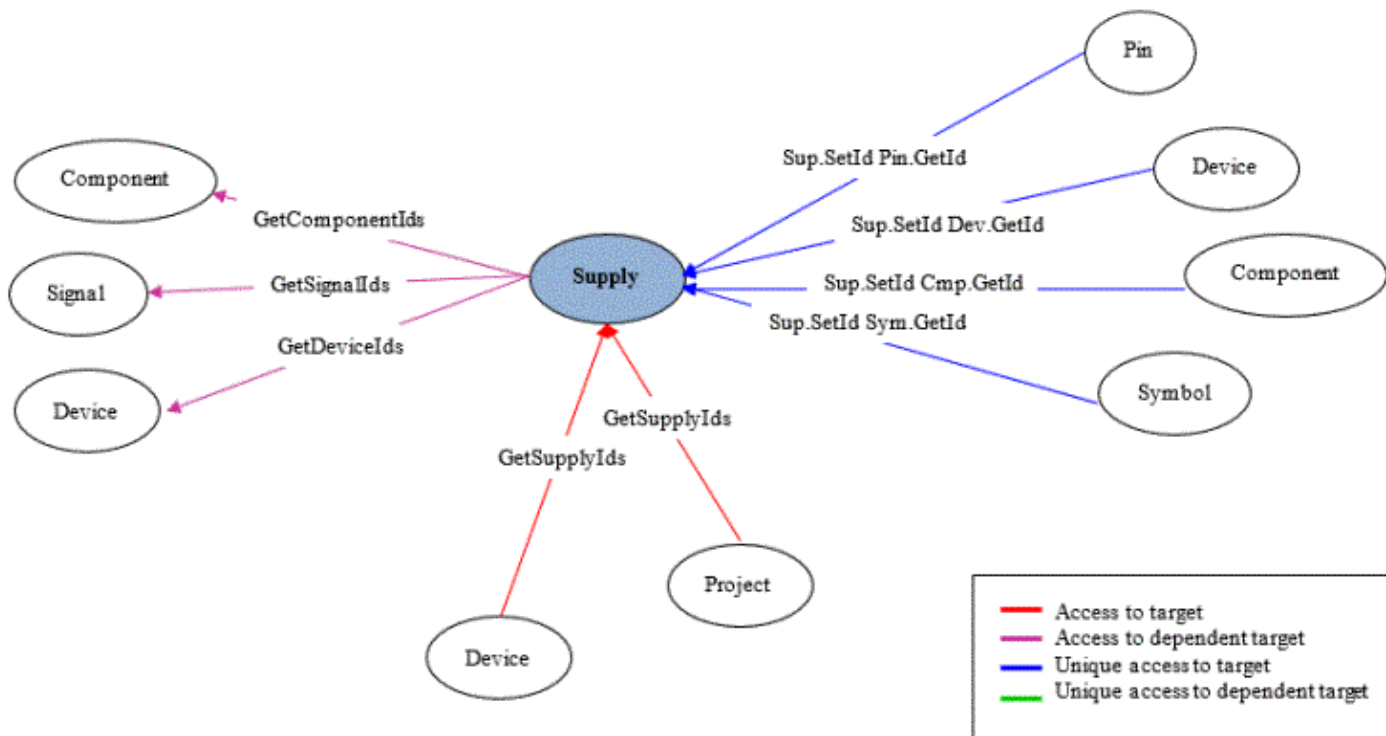 Pin
Sup.SetId Pin.GetId
Device
Component
GetComponentIds
Sup.SetId Dev.GetId
Supply
Component
Signal
GetSignalIds
Sup.SetId Cmp.GetId
Sup.SetId Sym.GetId
GetDeviceIds
Symbol
Device
GetSupplyIds
GetSupplyIds
Project
Device
Access to target
Access to dependent target
Unique access to target
Unique access to dependent target